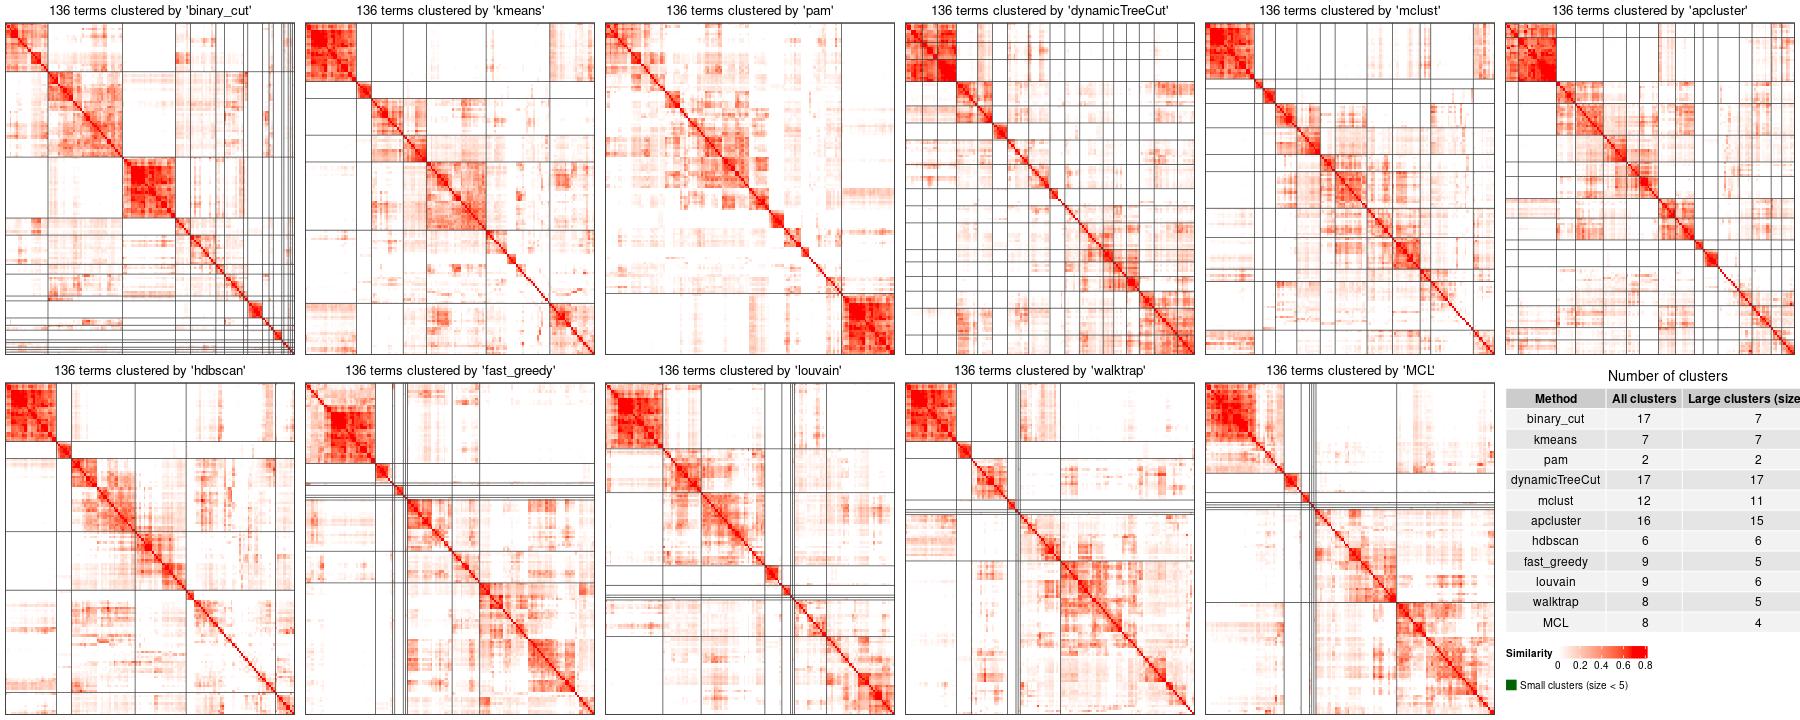 136 terms clustered by 'binary_cut'
136 terms clustered by 'kmeans'
136 terms clustered by 'pam'
136 terms clustered by 'dynamicTreeCut'
136 terms clustered by 'mclust'
136 terms clustered by 'apcluster'
136 terms clustered by 'hdbscan'
136 terms clustered by 'fast_greedy'
136 terms clustered by 'louvain'
136 terms clustered by 'walktrap'
136 terms clustered by 'MCL'
Number of clusters
Method All clusters Large clusters (size
binary_cut 17 7
kmeans 7 7
pam 2 2
dynamicTreeCut 17 17
mclust 12 11
apcluster 16 15
hdbscan 6 6
fast_greedy 9 5
louvain 9 6
walktrap 8 5
MCL 8 4
Similarity
0 0.2 0.4 0.6 0.8
Small clusters (size < 5)